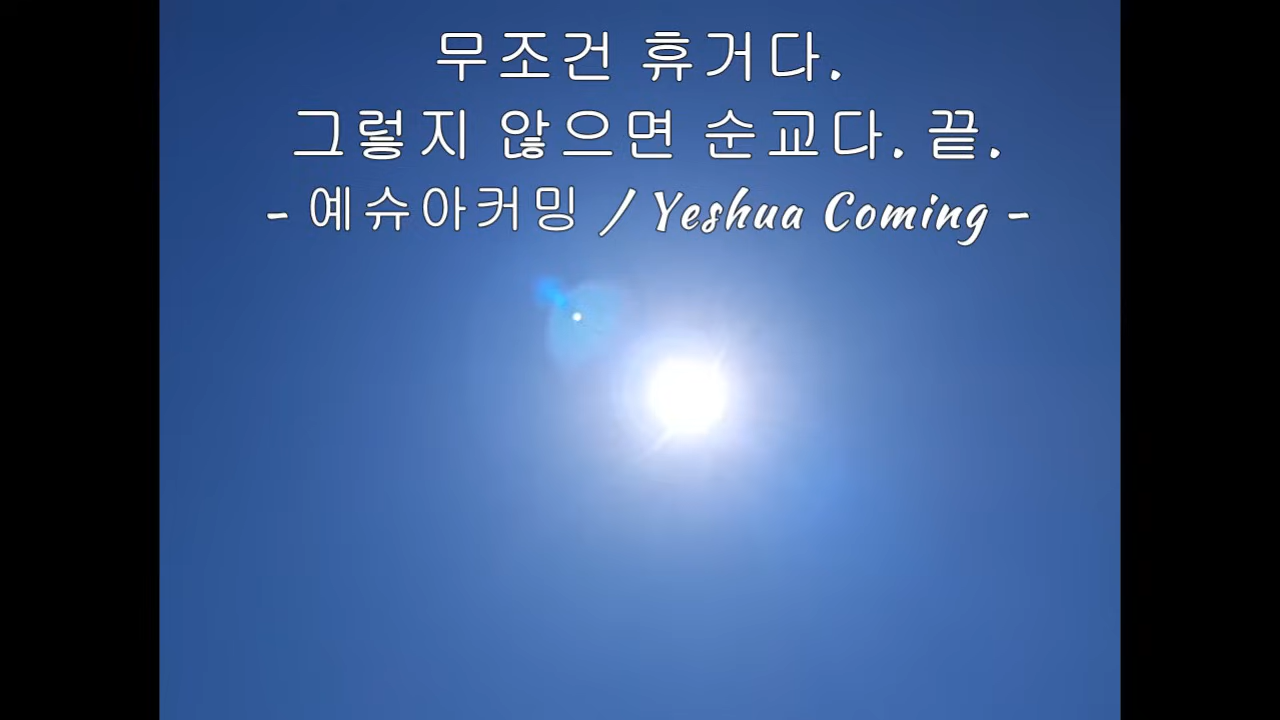 무조건 휴거다.
그렇지 않으면 순교다. 끝.
- 예슈아커밍 / Yeshua Coming -